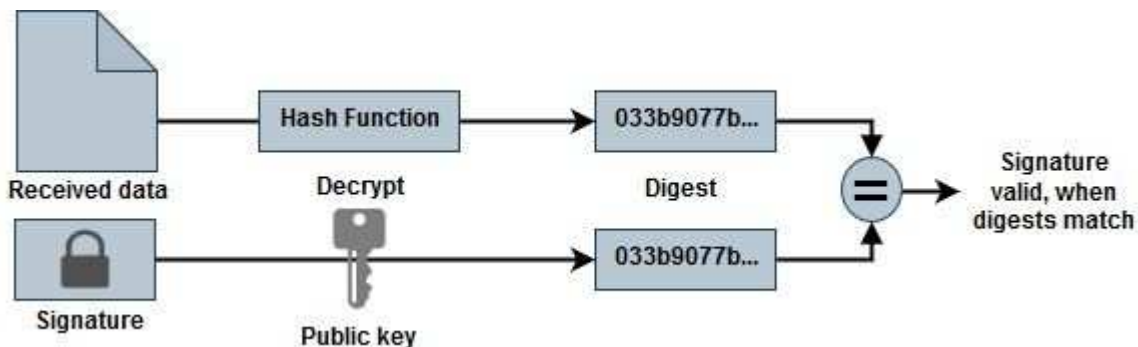 Hash Function
033b9077b...
Received data
Decrypt
Digest
=
Signature
valid, when
digests match
033b9077b...
Signature
Public key